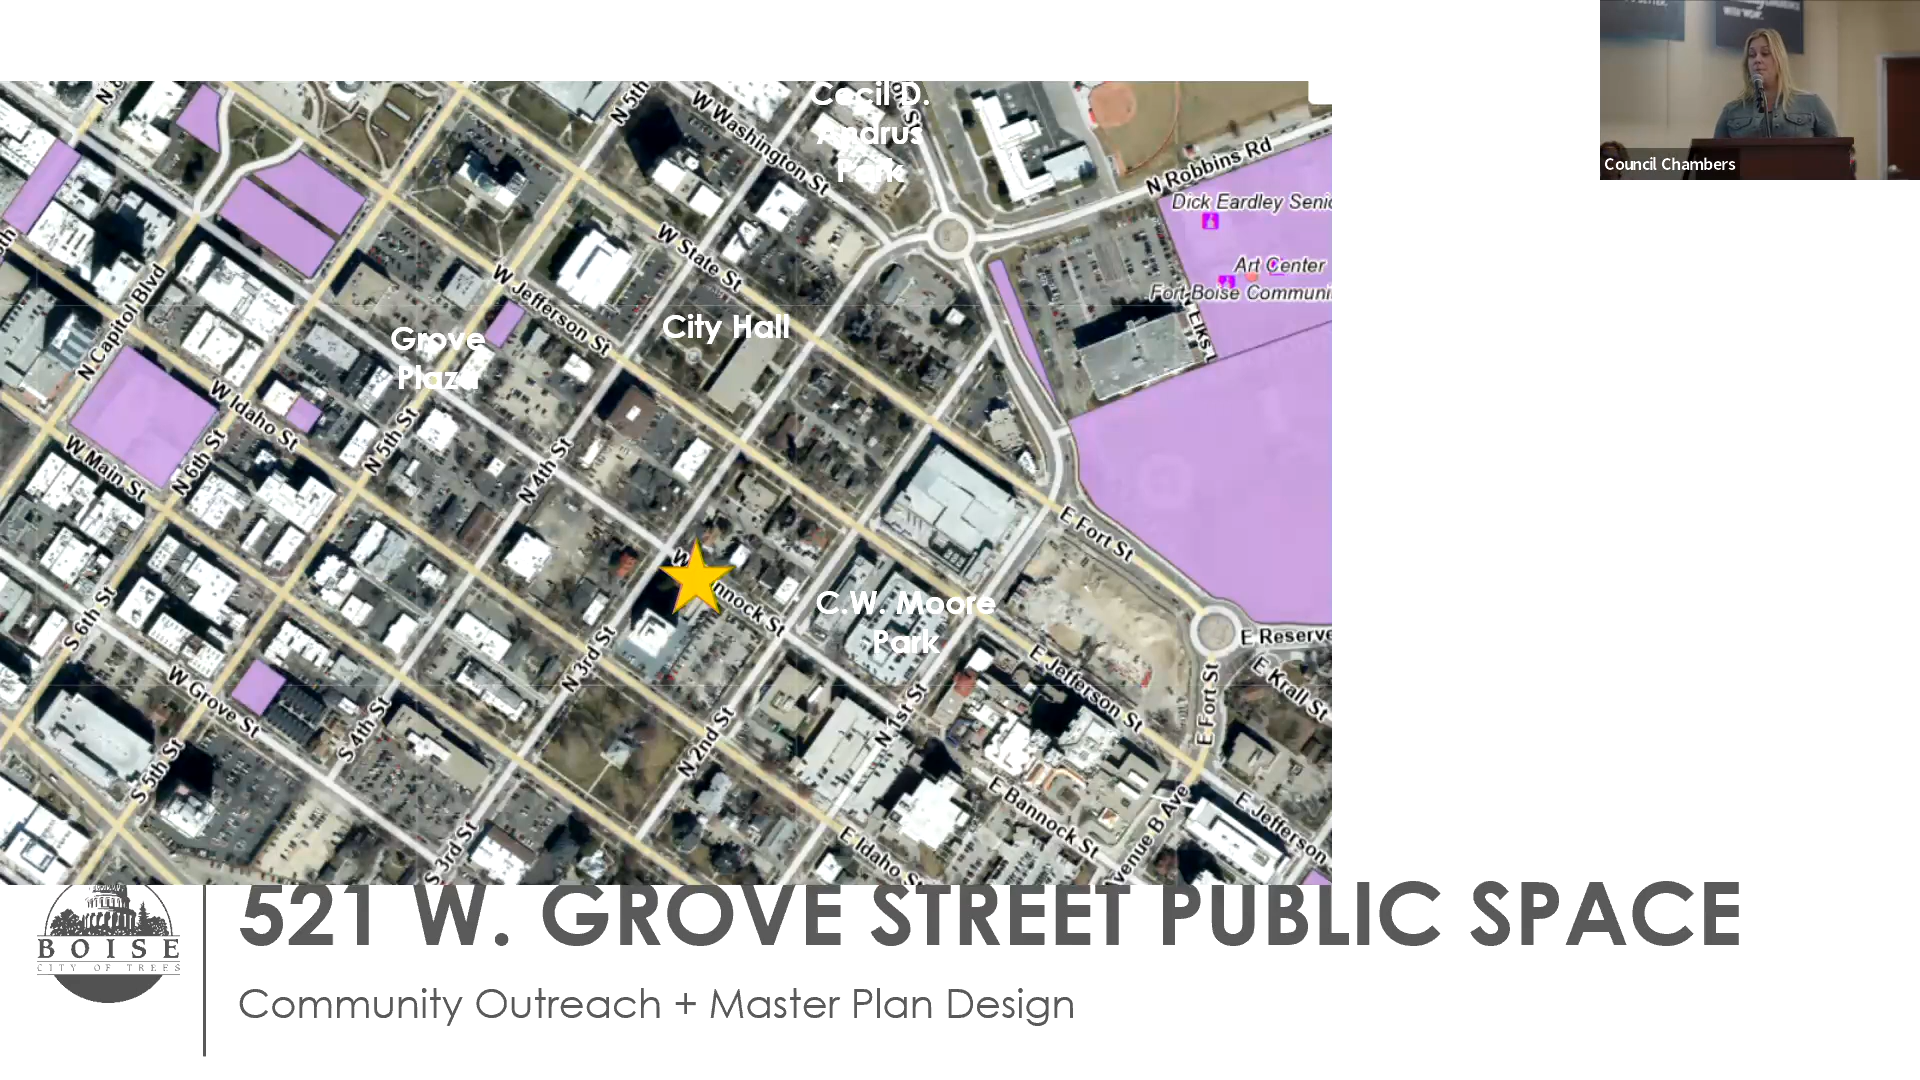 WITH WOW.
Council Chambers
N 5th
W Washington St
Cecil D.
Andrus
Park
N Robbins Rd
Dick Eardley Senio
Art Center
Fort Boise Communi
W State St
W Jefferson St
N Capitol Blvd
City Hall
Grove
Plaza
W Idaho St
N 5th St
N 6th St
W Main St
N 4th St
E Fort St
nnock St
C.W. Moore
Park
E Reserve
E Krall St
E Fort St
S 6th St
N 3rd St
E Jefferson St
W Grove St
N 1st St
N 2nd St
S 4th St
S 5th St
E Bannock St
Avenue B Ave
E Jefferson
S 3rd St
E Idaho S
521 W. GROVE STREET PUBLIC SPACE
BOISE
CITY OF TREES
Community Outreach + Master Plan Design